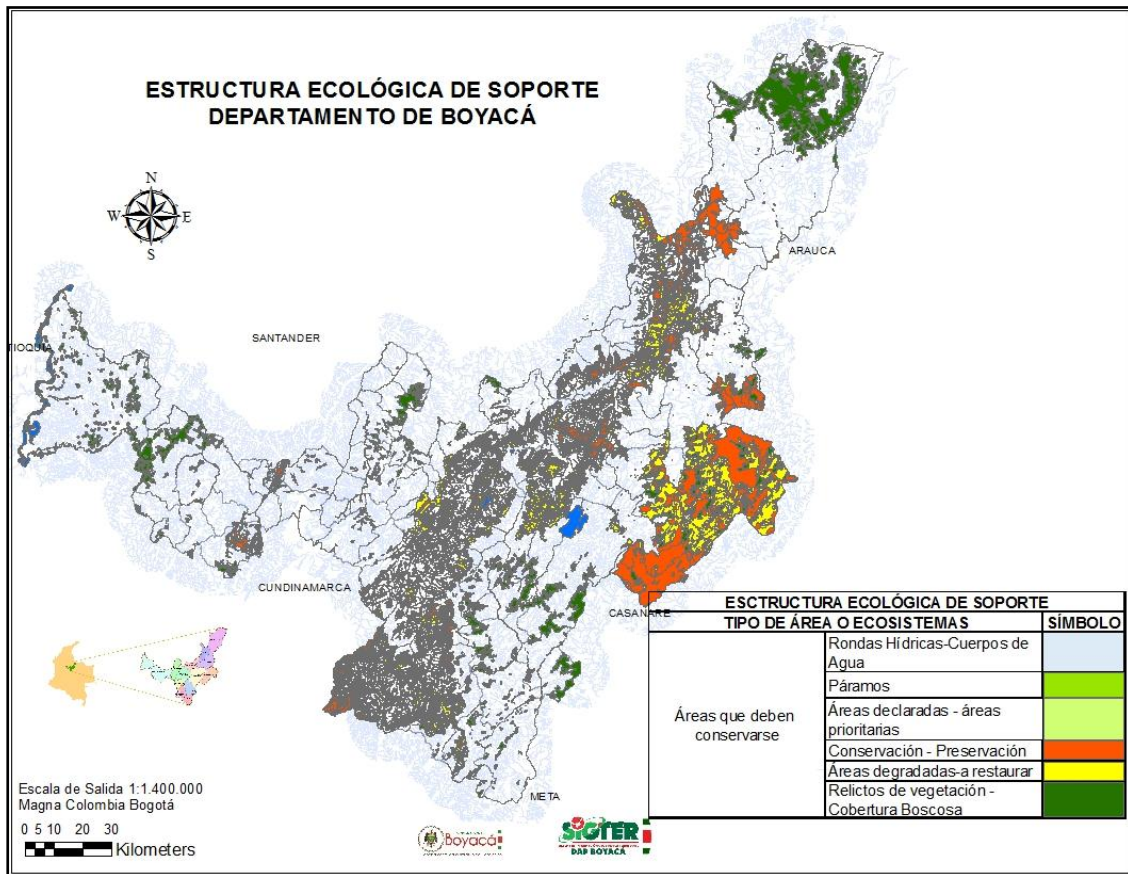 ESTRUCTURA ECOLÓGICA DE SOPORTE
DEPARTAMENTO DE BOYACÁ
N
W E
S
ARAUCA
SANTANDER
TIOQUIA
CUNDINAMARCA
CASANARE
META
ESCTRUCTURA ECOLÓGICA DE SOPORTE
TIPO DE ÁREA O ECOSISTEMAS SÍMBOLO
Áreas que deben
conservarse
Rondas Hídricas-Cuerpos de
Agua
Páramos
Áreas declaradas - áreas
prioritarias
Conservación - Preservación
Áreas degradadas-a restaurar
Relictos de vegetación -
Cobertura Boscosa
Escala de Salida 1:1.400.000
Magna Colombia Bogotá
0 5 10 20 30
Kilometers
Boyacá
SIGTER
DAP BOYACA